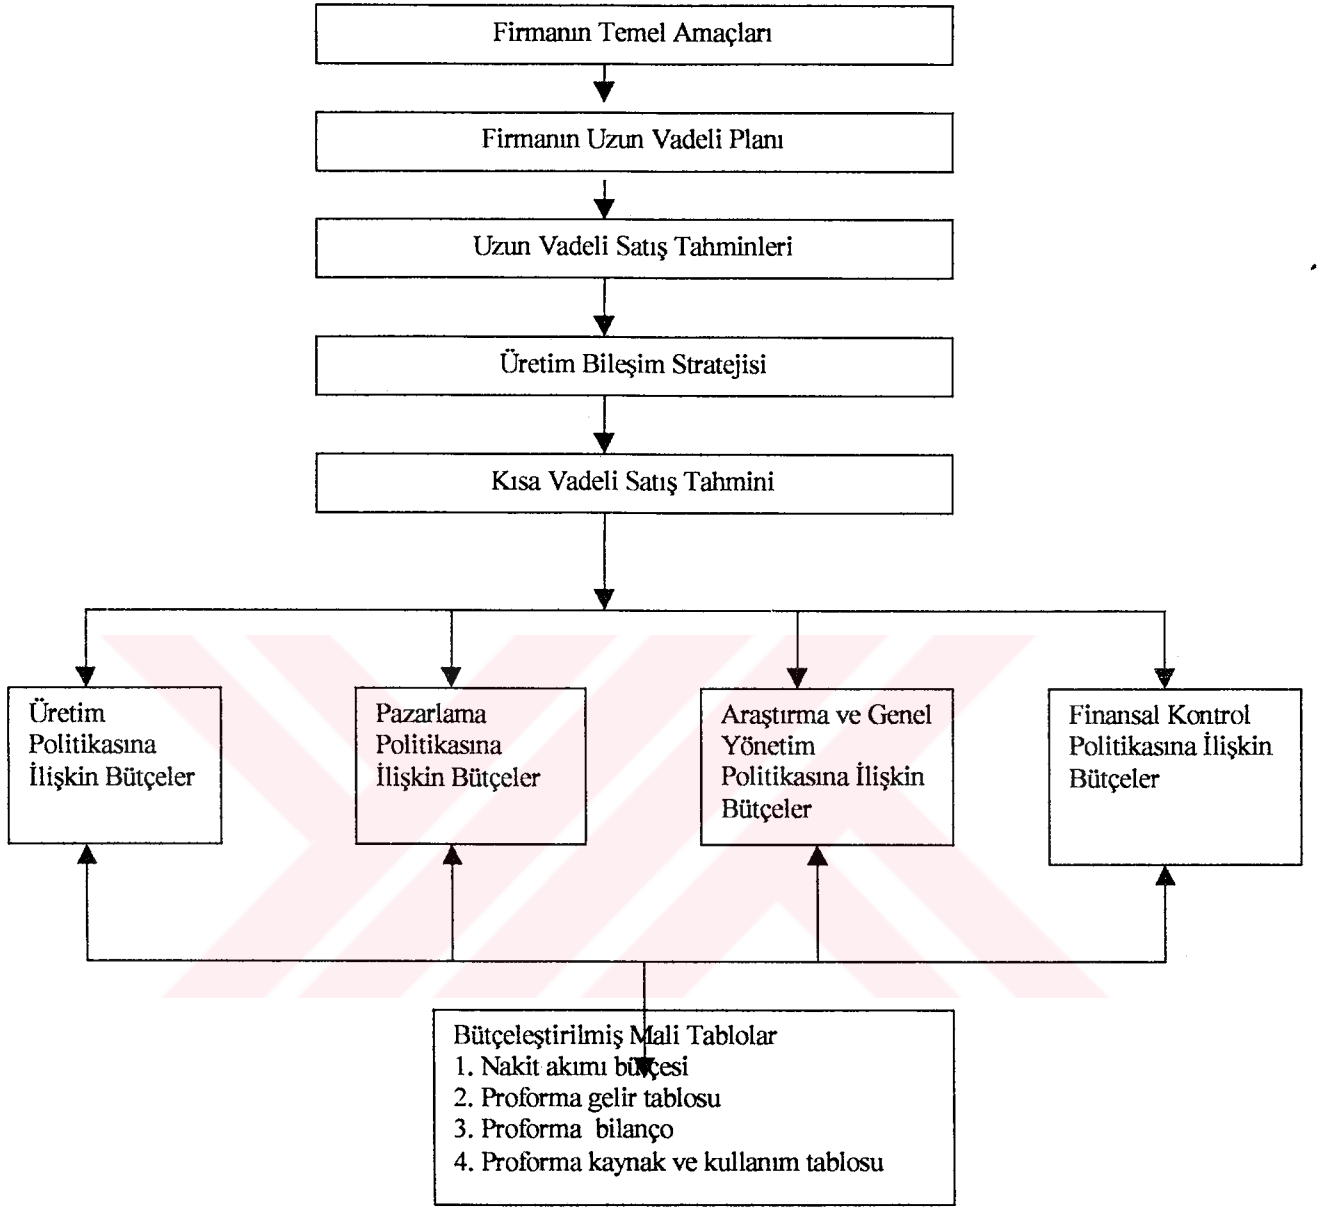 Firmanın Temel Amaçları
Firmanın Uzun Vadeli Planı
Uzun Vadeli Satış Tahminleri
Üretim Bileşim Stratejisi
Kısa Vadeli Satış Tahmini
Üretim
Politikasına
İlişkin Bütçeler
Pazarlama
Politikasına
İlişkin Bütçeler
Araştırma ve Genel
Yönetim
Politikasına İlişkin
Bütçeler
Finansal Kontrol
Politikasına İlişkin
Bütçeler
Bütçeleştirilmiş Mali Tablolar
1. Nakit akımı bütçesi
2. Proforma gelir tablosu
3. Proforma bilanço
4. Proforma kaynak ve kullanım tablosu